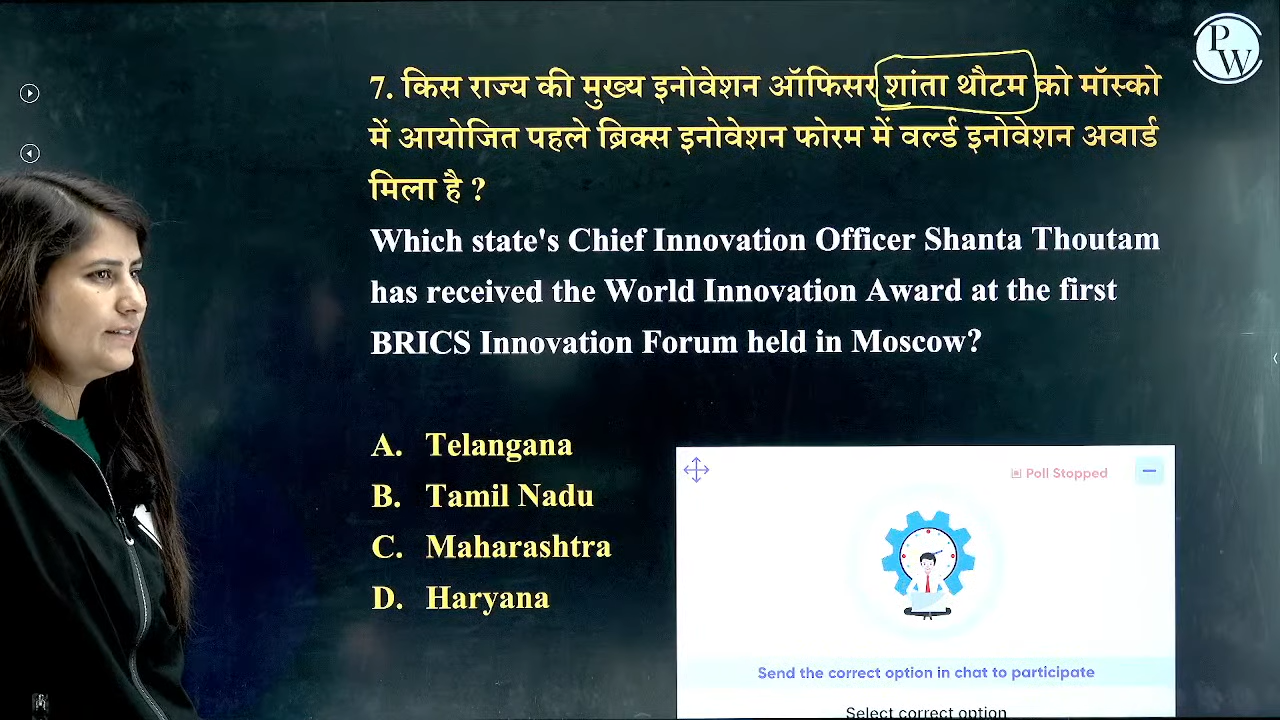 PW
7. किस राज्य की मुख्य इनोवेशन ऑफिसर शांता थौटम को मॉस्को
में आयोजित पहले ब्रिक्स इनोवेशन फोरम में वर्ल्ड इनोवेशन अवार्ड
मिला है ?
Which state's Chief Innovation Officer Shanta Thoutam
has received the World Innovation Award at the first
BRICS Innovation Forum held in Moscow?
A. Telangana
B. Tamil Nadu
C. Maharashtra
D. Haryana
Poll Stopped
Send the correct option in chat to participate
Select correct option